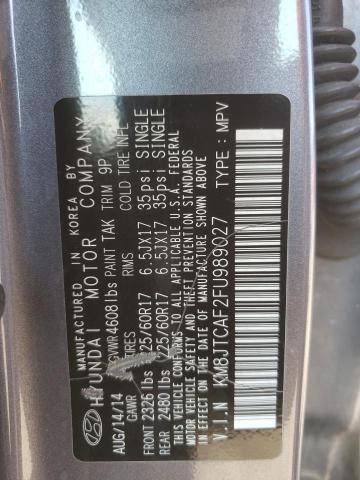 MANUFACTURED IN KOREA BY
HYUNDAI MOTOR COMPANY
AUG/14/14 GVWR 4608 lbs PAINT TAK TRIM 9P
GAWR TIRES RIMS COLD TIRE INFL
FRONT 2326 lbs 225/60R17 6.5JX17 35psi SINGLE
REAR 2480 lbs 225/60R17 6.5JX17 35psi SINGLE
THIS VEHICLE CONFORMS TO ALL APPLICABLE U.S.A. FEDERAL
MOTOR VEHICLE SAFETY, BUMPER, AND THEFT PREVENTION
STANDARDS IN EFFECT ON THE DATE OF MANUFACTURE SHOWN ABOVE
V.I.N : KM8JTCAF2FU989027 TYPE : MPV